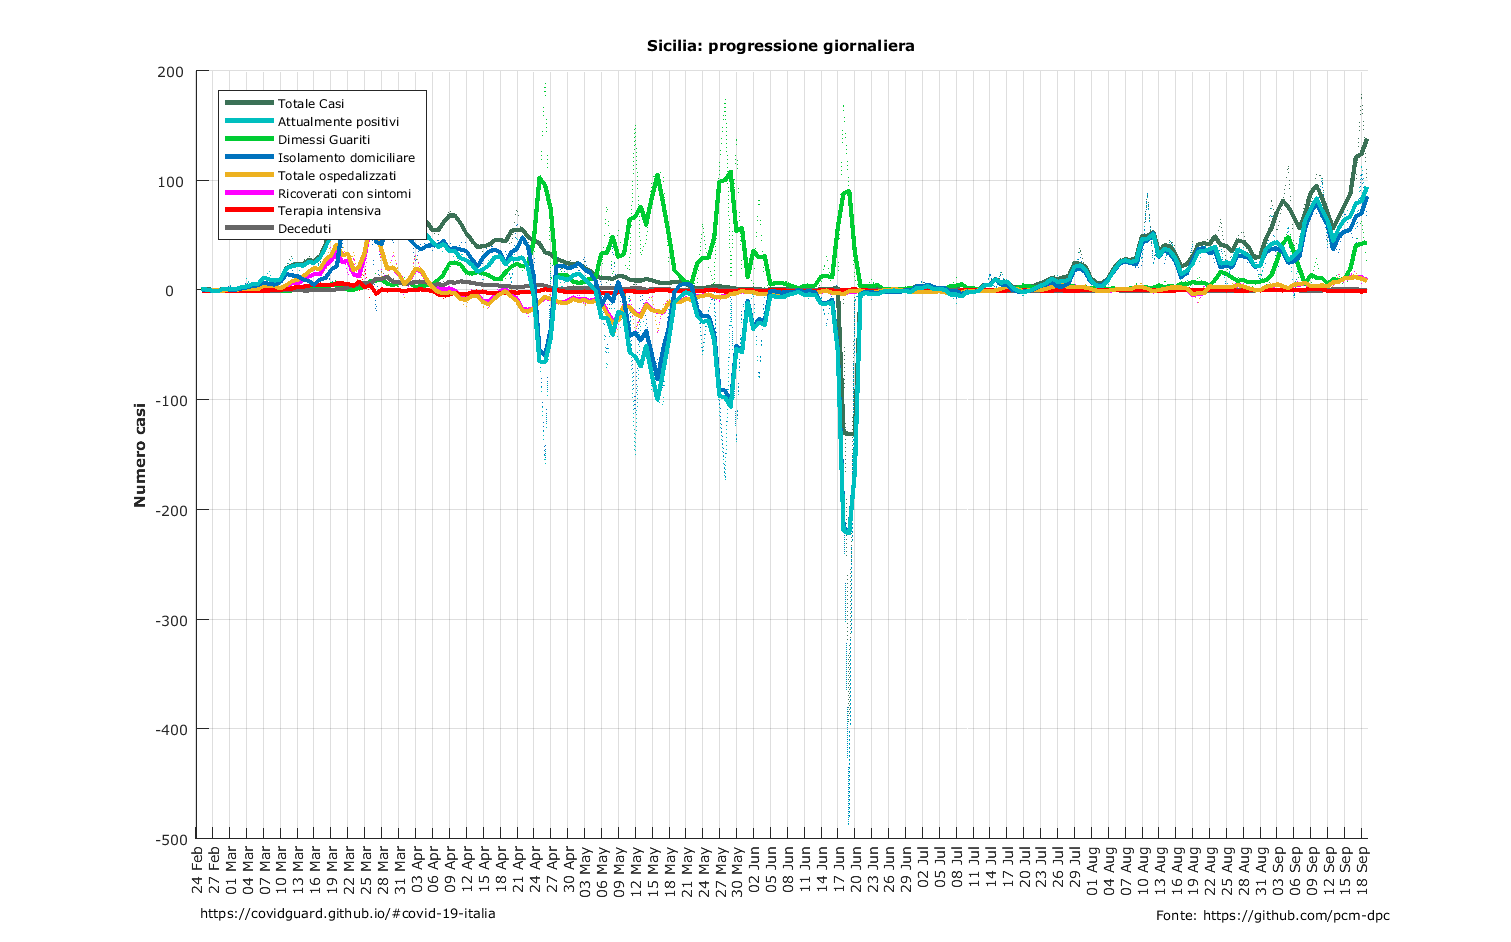 Sicilia: progressione giornaliera
200
100
0
-100
-200
-300
-400
-500
Numero casi
Totale Casi
Attualmente positivi
Dimessi Guariti
Isolamento domiciliare
Totale ospedalizzati
Ricoverati con sintomi
Terapia intensiva
Deceduti
24 Feb
27 Feb
01 Mar
04 Mar
07 Mar
10 Mar
13 Mar
16 Mar
19 Mar
22 Mar
25 Mar
28 Mar
31 Mar
03 Apr
06 Apr
09 Apr
12 Apr
15 Apr
18 Apr
21 Apr
24 Apr
27 Apr
30 Apr
03 May
06 May
09 May
12 May
15 May
18 May
21 May
24 May
27 May
30 May
02 Jun
05 Jun
08 Jun
11 Jun
14 Jun
17 Jun
20 Jun
23 Jun
26 Jun
29 Jun
02 Jul
05 Jul
08 Jul
11 Jul
14 Jul
17 Jul
20 Jul
23 Jul
26 Jul
29 Jul
01 Aug
04 Aug
07 Aug
10 Aug
13 Aug
16 Aug
19 Aug
22 Aug
25 Aug
28 Aug
31 Aug
03 Sep
06 Sep
09 Sep
12 Sep
15 Sep
18 Sep
https://covidguard.github.io/#covid-19-italia
Fonte: https://github.com/pcm-dpc